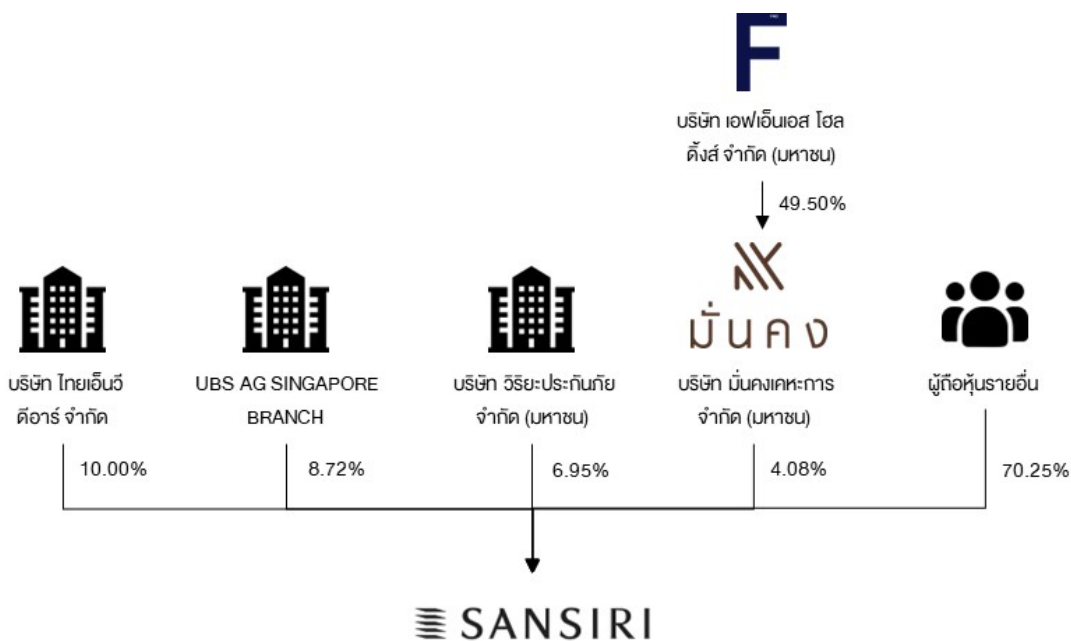 F
บริษัท เอฟเอ็นเอส โฮล
ดิ้งส์ จำกัด (มหาชน)
49.50%
มั่นคง
บริษัท ไทยเอ็นวี
ดีอาร์ จำกัด
UBS AG SINGAPORE
BRANCH
บริษัท วิริยะประกันภัย
จำกัด (มหาชน)
บริษัท มั่นคงเคหะการ
จำกัด (มหาชน)
ผู้ถือหุ้นรายอื่น
10.00%
8.72%
6.95%
4.08%
70.25%
SANSIRI